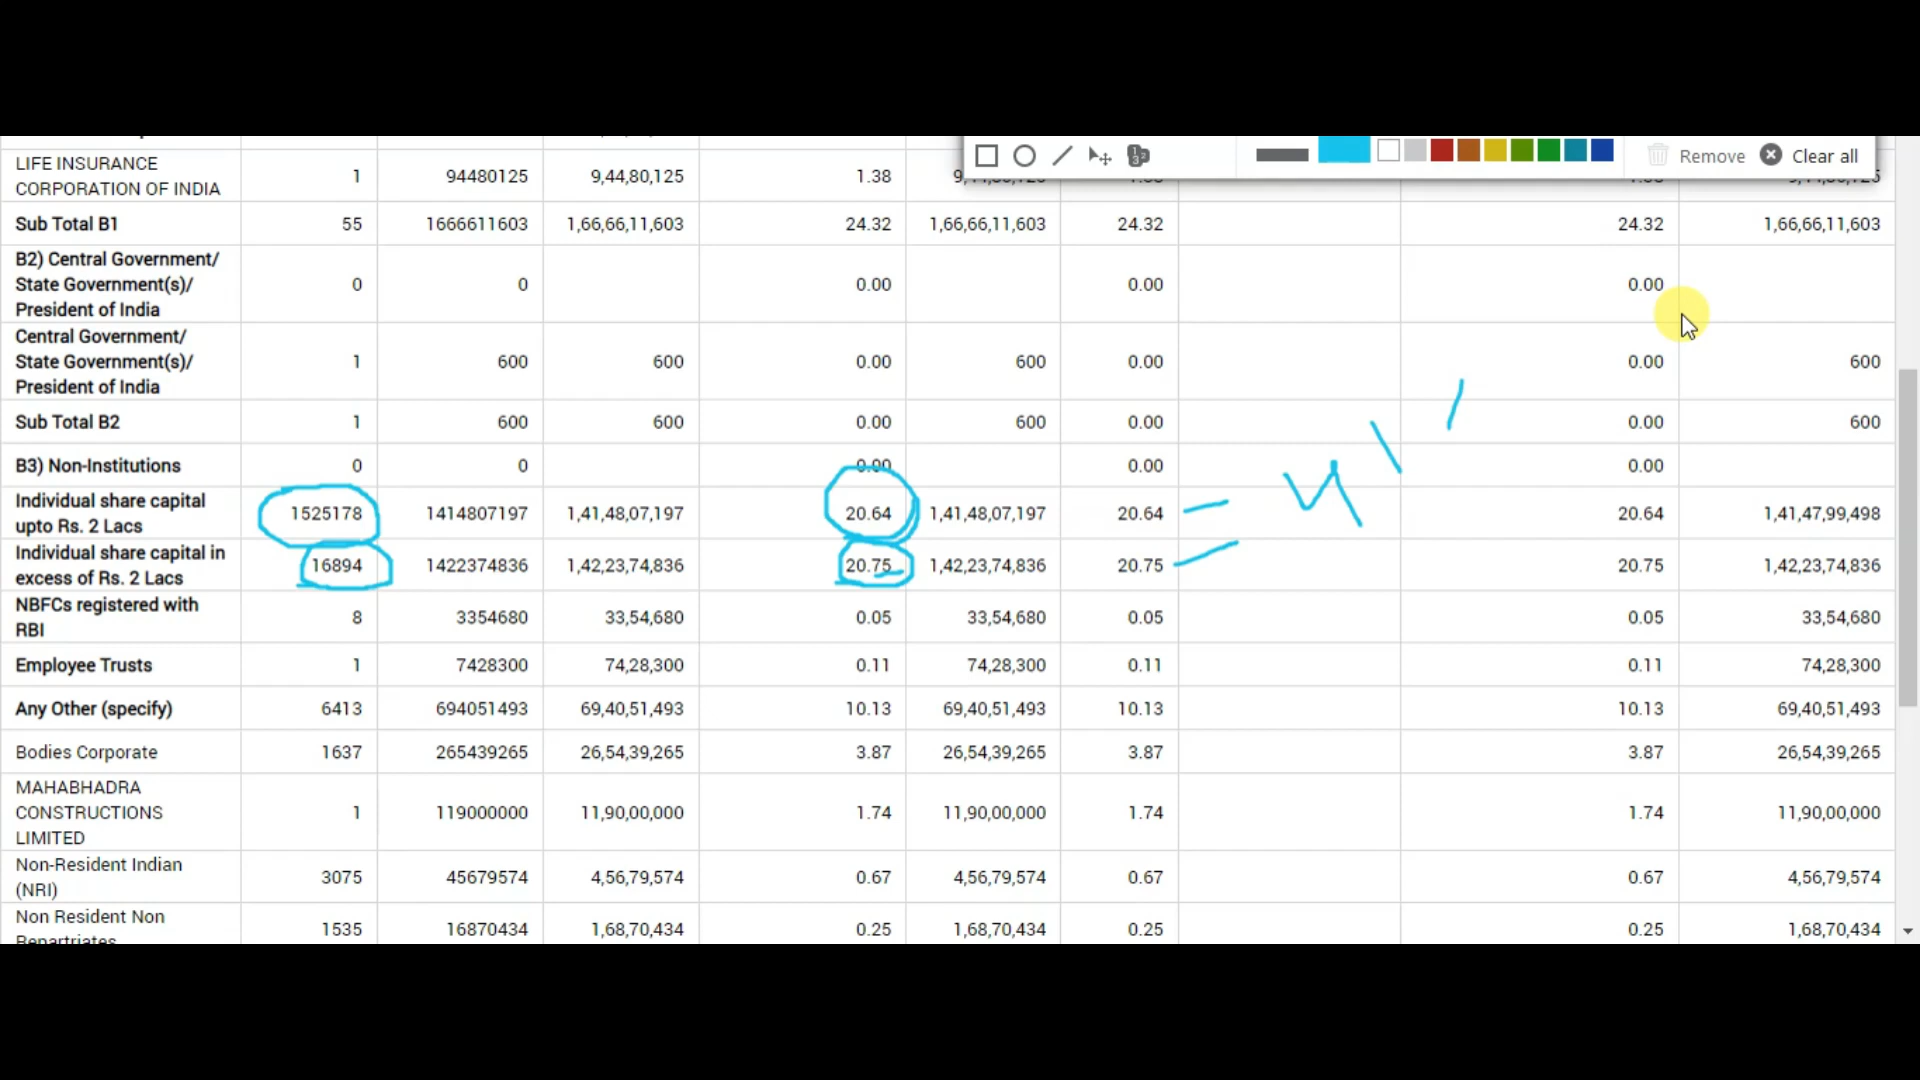 Remove Clear all
LIFE INSURANCE
CORPORATION OF INDIA 1 94480125 9,44,80,125 1.38
Sub Total B1 55 1666611603 1,66,66,11,603 24.32 1,66,66,11,603 24.32 24.32 1,66,66,11,603
B2) Central Government/
State Government(s)/
President of India 0 0 0.00 0.00 0.00
Central Government/
State Government(s)/
President of India 1 600 600 0.00 600 0.00 0.00 600
Sub Total B2 1 600 600 0.00 600 0.00 0.00 600
B3) Non-Institutions 0 0 0.00 0.00 0.00
Individual share capital
upto Rs. 2 Lacs 1525178 1414807197 1,41,48,07,197 20.64 1,41,48,07,197 20.64 20.64 1,41,47,99,498
Individual share capital in
excess of Rs. 2 Lacs 16894 1422374836 1,42,23,74,836 20.75 1,42,23,74,836 20.75 20.75 1,42,23,74,836
NBFCs registered with
RBI 8 3354680 33,54,680 0.05 33,54,680 0.05 0.05 33,54,680
Employee Trusts 1 7428300 74,28,300 0.11 74,28,300 0.11 0.11 74,28,300
Any Other (specify) 6413 694051493 69,40,51,493 10.13 69,40,51,493 10.13 10.13 69,40,51,493
Bodies Corporate 1637 265439265 26,54,39,265 3.87 26,54,39,265 3.87 3.87 26,54,39,265
MAHABHADRA
CONSTRUCTIONS
LIMITED 1 119000000 11,90,00,000 1.74 11,90,00,000 1.74 1.74 11,90,00,000
Non-Resident Indian
(NRI) 3075 45679574 4,56,79,574 0.67 4,56,79,574 0.67 0.67 4,56,79,574
Non Resident Non
Repartriates 1535 16870434 1,68,70,434 0.25 1,68,70,434 0.25 0.25 1,68,70,434